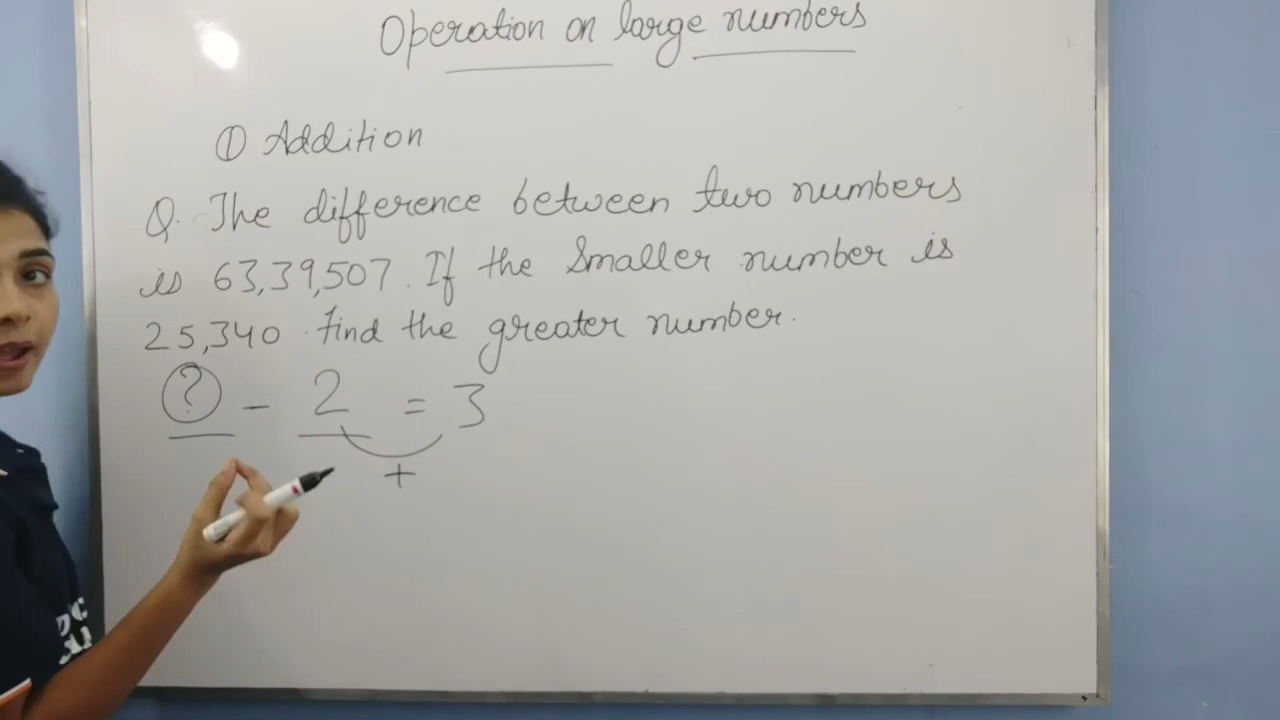 Operation on large numbers
① Addition
Q. The difference between two numbers
is 63,39,507. If the Smaller number is
25,340. find the greater number.
? - 2 = 3
+